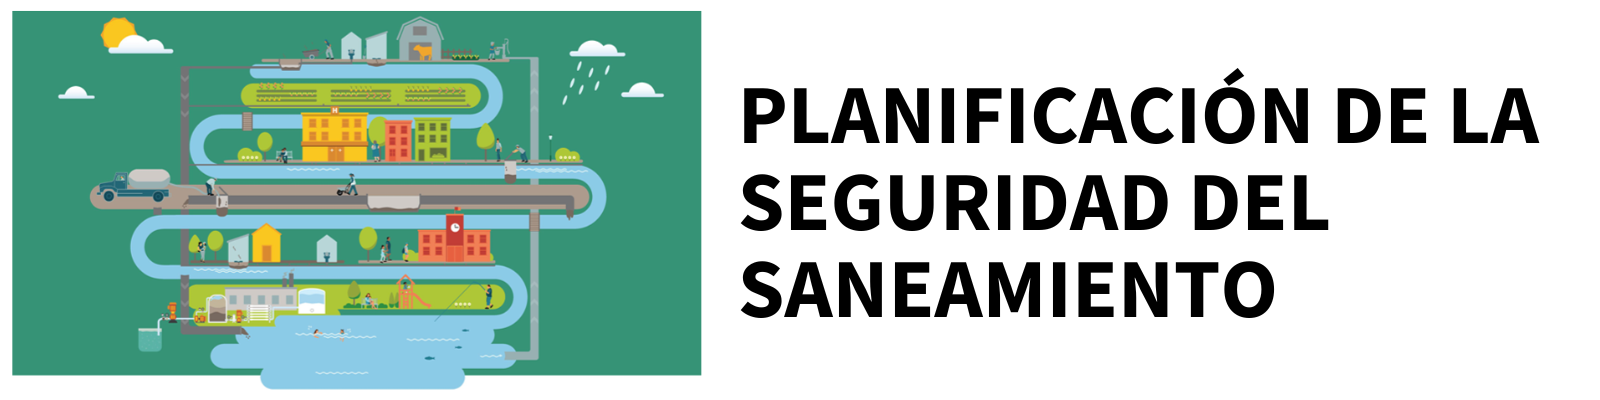 PLANIFICACIÓN DE LA
SEGURIDAD DEL
SANEAMIENTO